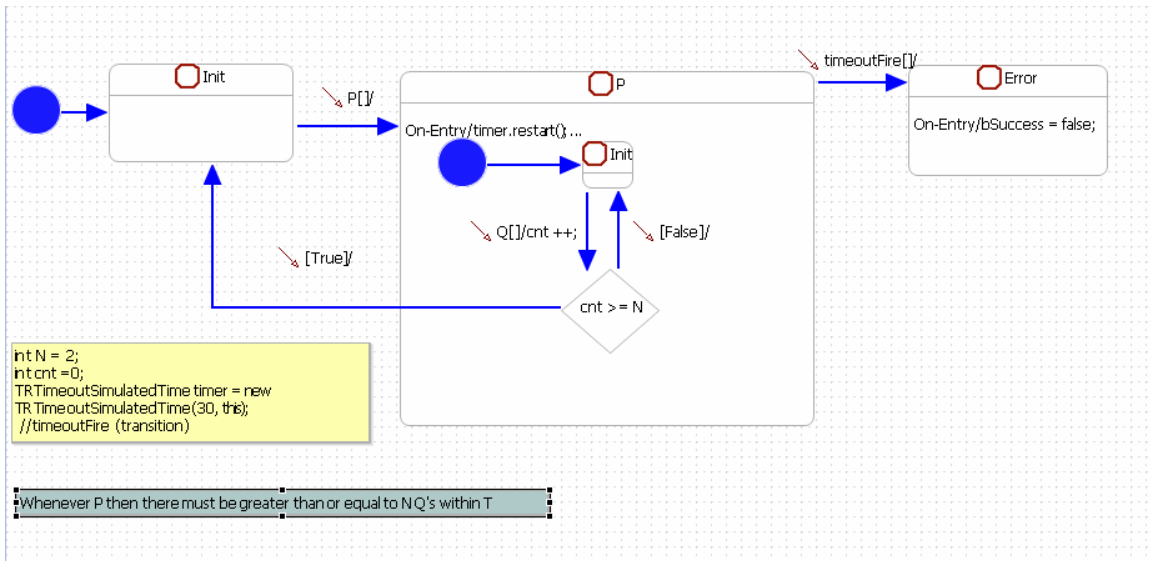 timeoutFire[]/
Init
P[]/
P
Error
On-Entry/timer.restart(); ...
On-Entry/bSuccess = false;
Init
Q[]/cnt ++;
[False]/
[True]/
cnt >= N
int N = 2;
int cnt =0;
TRTimeoutSimulatedTime timer = new
TRTimeoutSimulatedTime(30, this);
//timeoutFire (transition)
Whenever P then there must be greater than or equal to N Q's within T